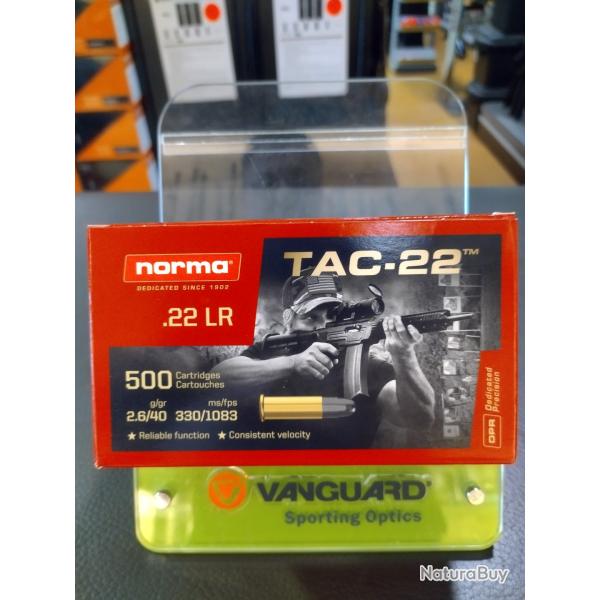 norma®
DEDICATED SINCE 1902
TAC-22™
.22 LR
500 Cartridges
Cartouches
g/gr ms/fps
2.6/40 330/1083
★ Reliable function ★ Consistent velocity
DPR Dedicated
Precision
VANGUARD®
Sporting Optics
NaturaBuy